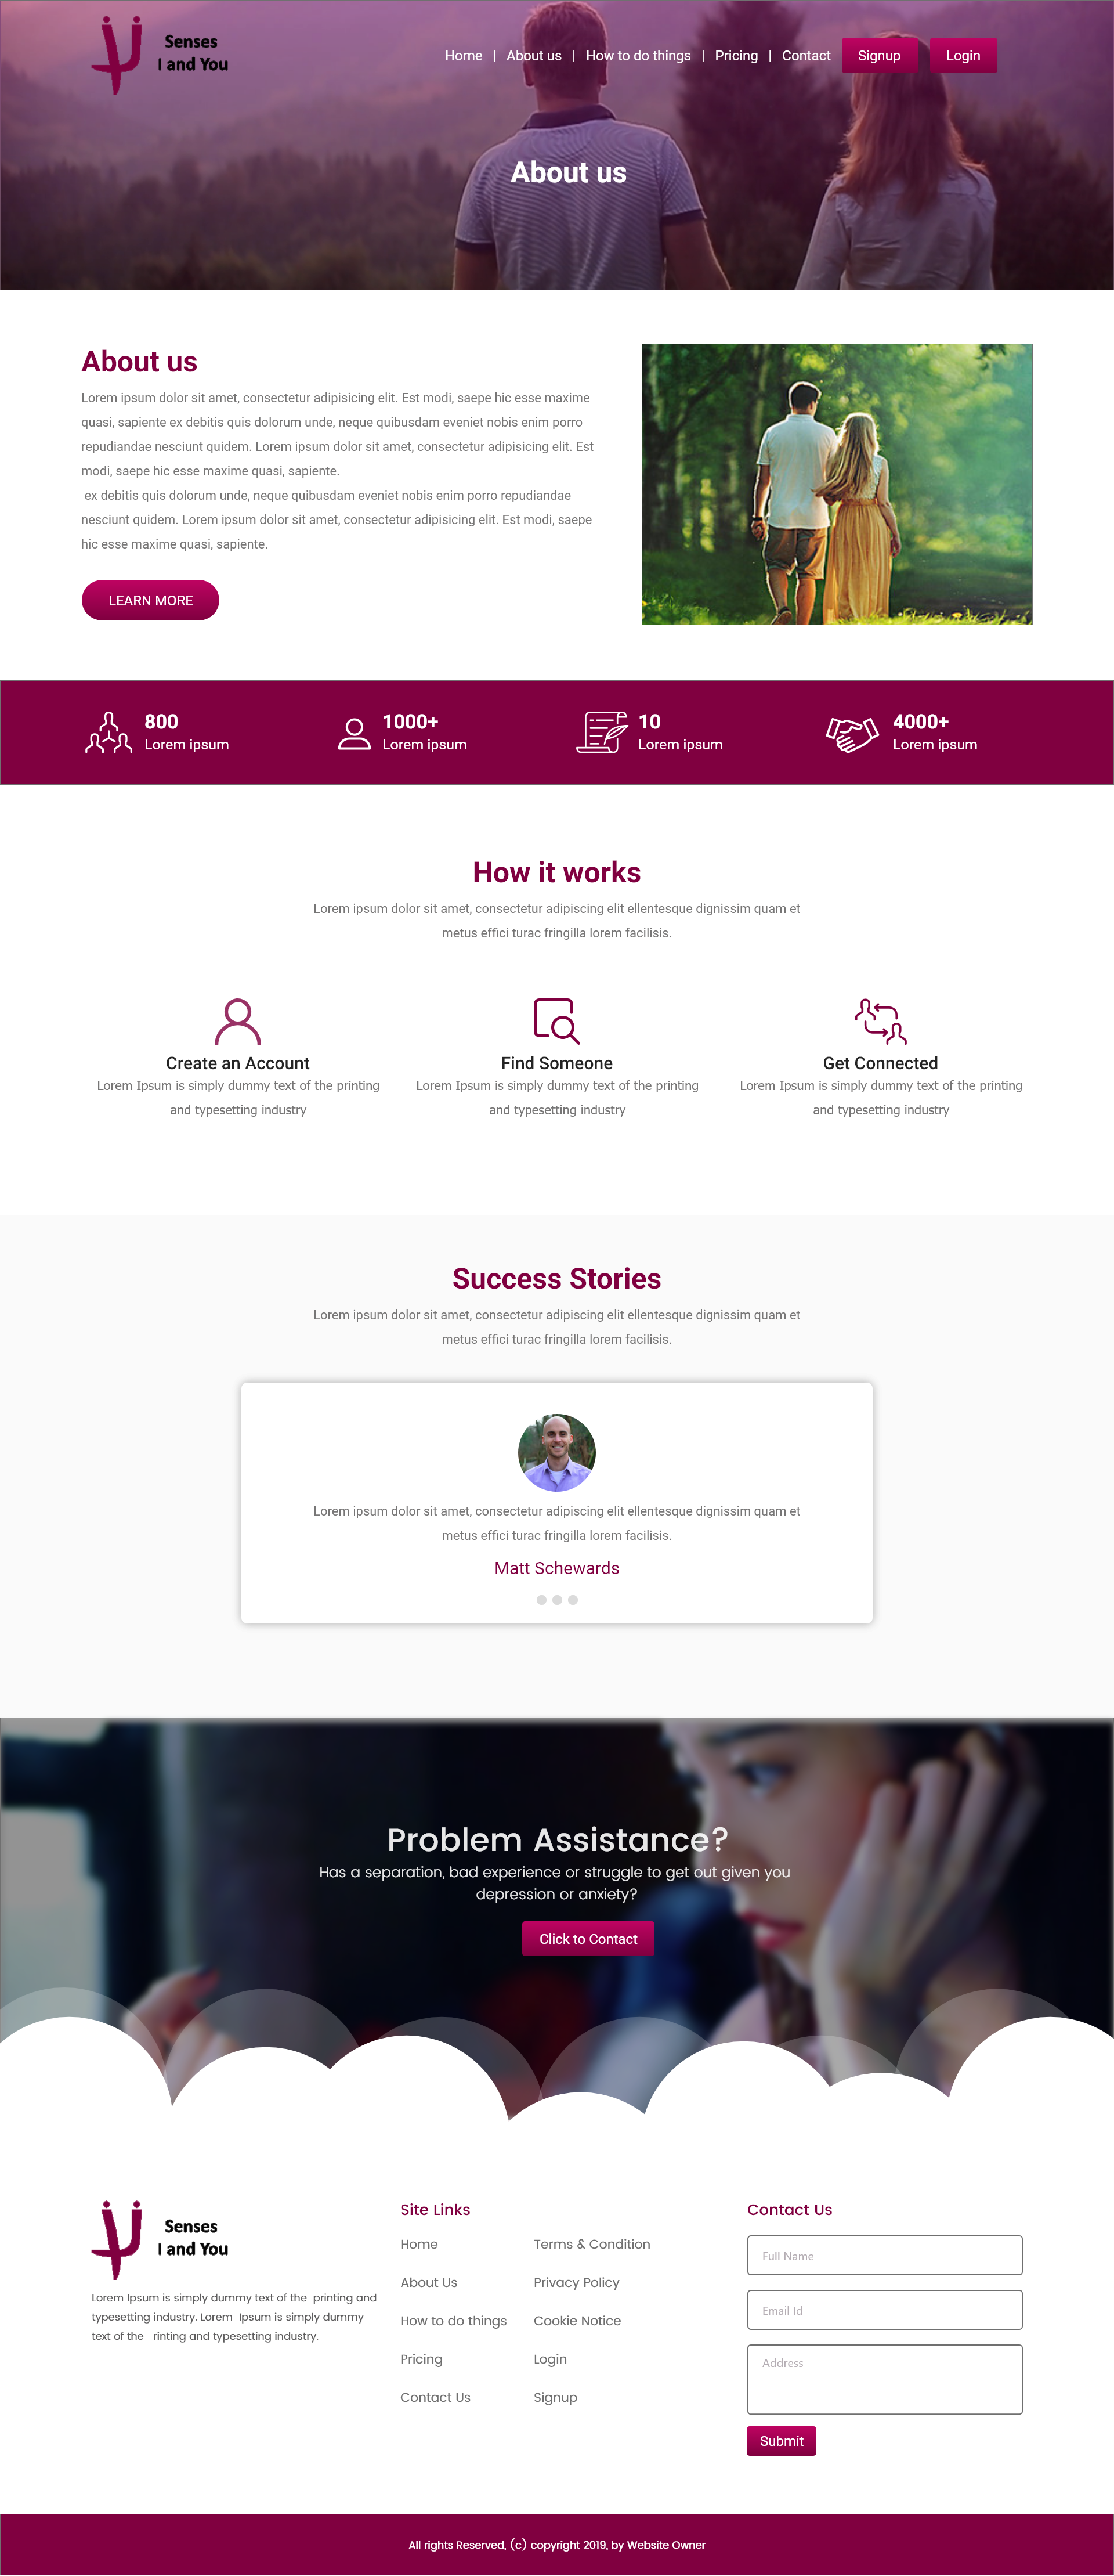 Senses
I and You
Home | About us | How to do things | Pricing | Contact Signup Login
About us
About us
Lorem ipsum dolor sit amet, consectetur adipisicing elit. Est modi, saepe hic esse maxime
quasi, sapiente ex debitis quis dolorum unde, neque quibusdam eveniet nobis enim porro
repudiandae nesciunt quidem. Lorem ipsum dolor sit amet, consectetur adipisicing elit. Est
modi, saepe hic esse maxime quasi, sapiente.
ex debitis quis dolorum unde, neque quibusdam eveniet nobis enim porro repudiandae
nesciunt quidem. Lorem ipsum dolor sit amet, consectetur adipisicing elit. Est modi, saepe
hic esse maxime quasi, sapiente.
LEARN MORE
800
Lorem ipsum
1000+
Lorem ipsum
10
Lorem ipsum
4000+
Lorem ipsum
How it works
Lorem ipsum dolor sit amet, consectetur adipiscing elit ellentesque dignissim quam et
metus effici turac fringilla lorem facilisis.
Create an Account
Lorem Ipsum is simply dummy text of the printing
and typesetting industry
Find Someone
Lorem Ipsum is simply dummy text of the printing
and typesetting industry
Get Connected
Lorem Ipsum is simply dummy text of the printing
and typesetting industry
Success Stories
Lorem ipsum dolor sit amet, consectetur adipiscing elit ellentesque dignissim quam et
metus effici turac fringilla lorem facilisis.
Lorem ipsum dolor sit amet, consectetur adipiscing elit ellentesque dignissim quam et
metus effici turac fringilla lorem facilisis.
Matt Schewards
Problem Assistance?
Has a separation, bad experience or struggle to get out given you
depression or anxiety?
Click to Contact
Senses
I and You
Lorem Ipsum is simply dummy text of the printing and
typesetting industry. Lorem Ipsum is simply dummy
text of the rinting and typesetting industry.
Site Links
Home
About Us
How to do things
Pricing
Contact Us
Terms & Condition
Privacy Policy
Cookie Notice
Login
Signup
Contact Us
Full Name
Email Id
Address
Submit
All rights Reserved, (c) copyright 2019, by Website Owner